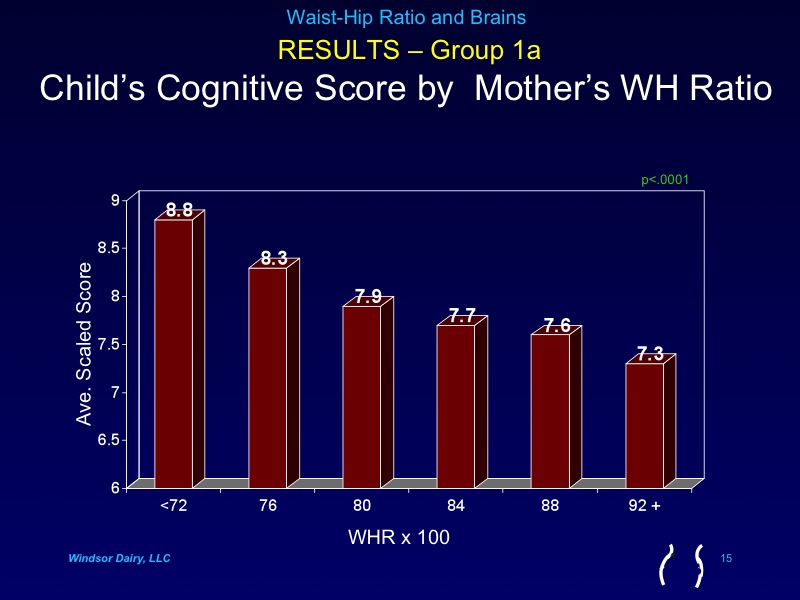 Waist-Hip Ratio and Brains
RESULTS – Group 1a
Child's Cognitive Score by  Mother's WH Ratio
p<.0001
Ave. Scaled Score
9
8.5
8
7.5
7
6.5
6
8.8
8.3
7.9
7.7
7.6
7.3
<72 76 80 84 88 92 +
WHR x 100
Windsor Dairy, LLC
15